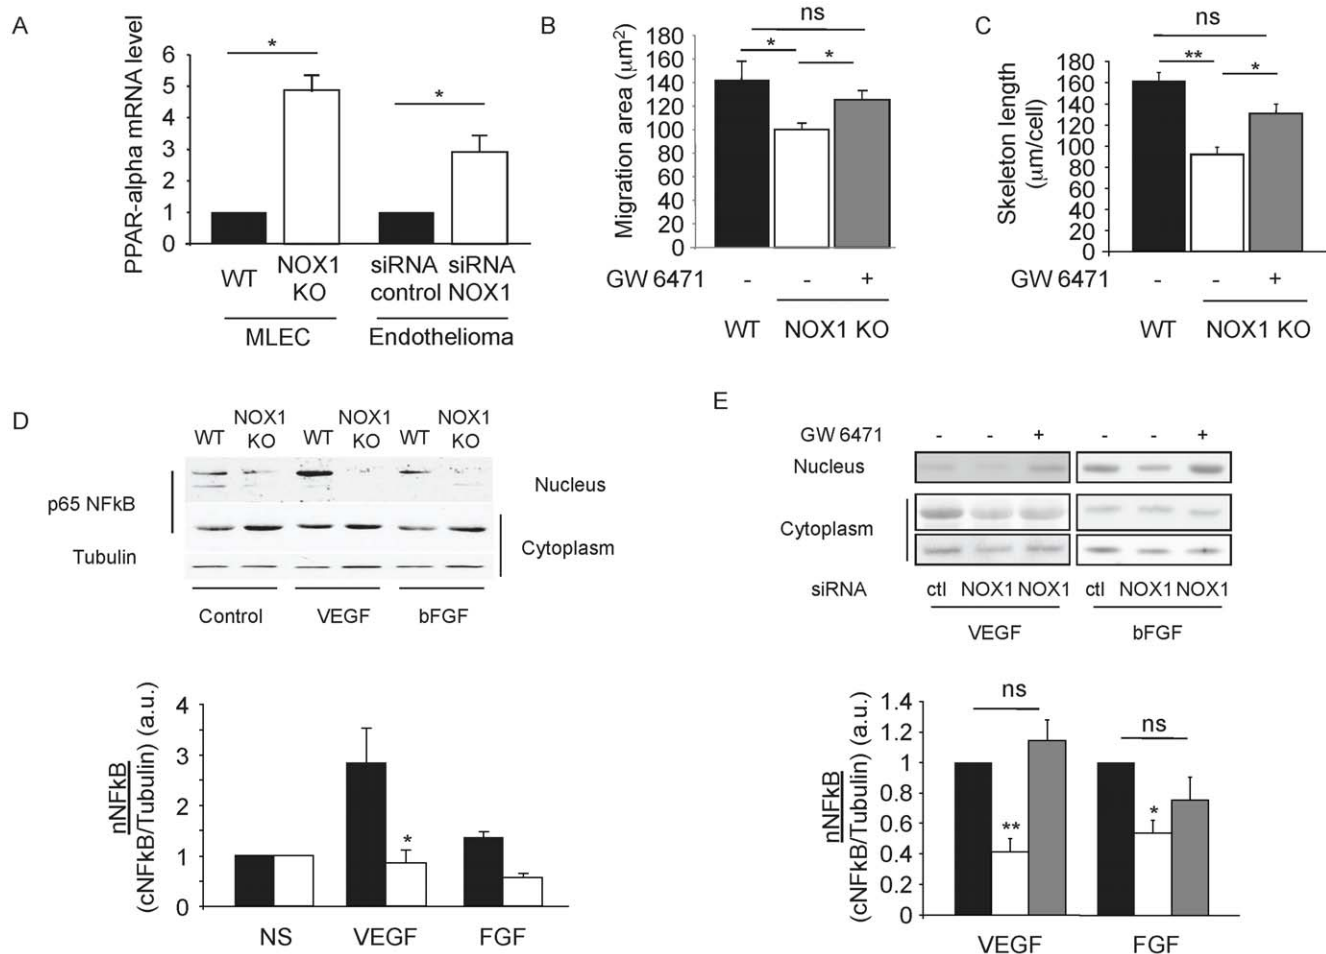 A
PPAR-alpha mRNA level
6
5
4
3
2
1
0
*
*
WT
NOX1
KO
siRNA
control
siRNA
NOX1
MLEC
Endothelioma
B
Migration area (µm²)
180
160
140
120
100
80
60
40
20
0
ns
*
*
GW 6471 - - +
WT NOX1 KO
C
Skeleton length
(µm/cell)
180
160
140
120
100
80
180
160
140
0
ns
**
*
GW 6471 - - +
WT NOX1 KO
D
WT NOX1 KO WT NOX1 KO WT NOX1 KO
p65 NFkB
Nucleus
Tubulin
Cytoplasm
Control VEGF bFGF
nNFkB
(cNFkB/Tubulin) (a.u.)
4
3
2
1
0
*
NS VEGF FGF
E
GW 6471 - - + - - +
Nucleus
Cytoplasm
siRNA ctl NOX1 NOX1 ctl NOX1 NOX1
VEGF bFGF
nNFkB
(cNFkB/Tubulin) (a.u.)
1.4
1.2
1
0.8
0.6
0.4
0.2
0
ns
ns
**
*
VEGF FGF